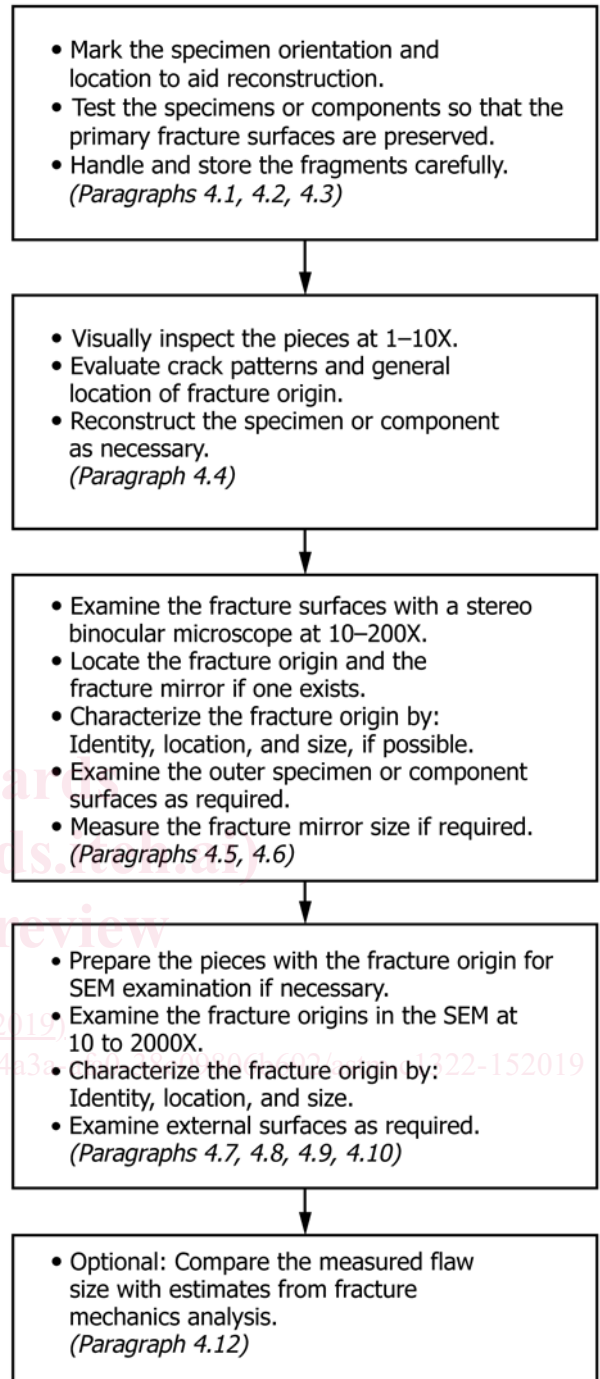 • Mark the specimen orientation and
location to aid reconstruction.
• Test the specimens or components so that the
primary fracture surfaces are preserved.
• Handle and store the fragments carefully.
(Paragraphs 4.1, 4.2, 4.3)
• Visually inspect the pieces at 1–10X.
• Evaluate crack patterns and general
location of fracture origin.
• Reconstruct the specimen or component
as necessary.
(Paragraph 4.4)
• Examine the fracture surfaces with a stereo
binocular microscope at 10–200X.
• Locate the fracture origin and the
fracture mirror if one exists.
• Characterize the fracture origin by:
Identity, location, and size, if possible.
• Examine the outer specimen or component
surfaces as required.
• Measure the fracture mirror size if required.
(Paragraphs 4.5, 4.6)
• Prepare the pieces with the fracture origin for
SEM examination if necessary.
• Examine the fracture origins in the SEM at
10 to 2000X.
• Characterize the fracture origin by:
Identity, location, and size.
• Examine external surfaces as required.
(Paragraphs 4.7, 4.8, 4.9, 4.10)
• Optional: Compare the measured flaw
size with estimates from fracture
mechanics analysis.
(Paragraph 4.12)